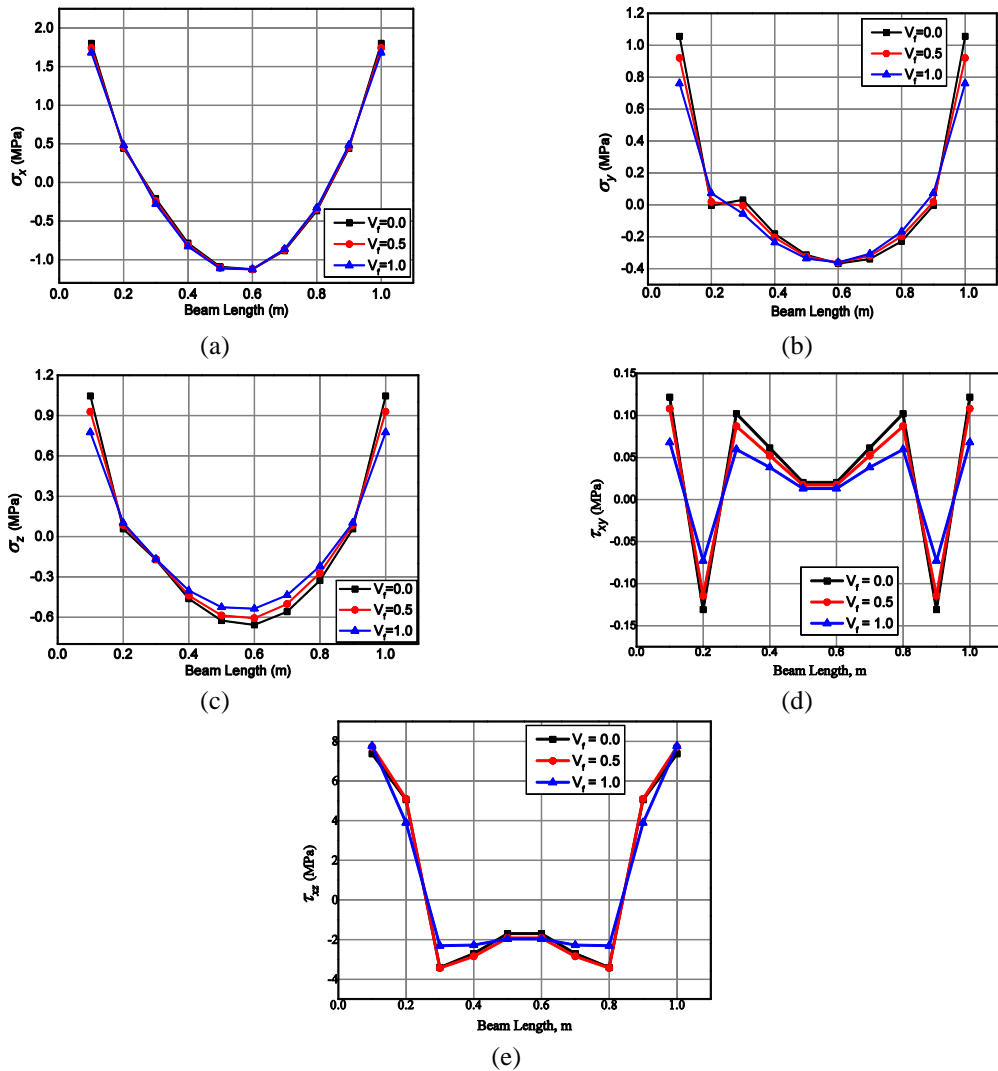 2.0
1.5
1.0
0.5
0.0
-0.5
-1.0
σx (MPa)
Vf=0.0
Vf=0.5
Vf=1.0
0.0 0.2 0.4 0.6 0.8 1.0
Beam Length (m)
(a)
1.2
1.0
0.8
0.6
0.4
0.2
0.0
-0.2
-0.4
σy (MPa)
Vf=0.0
Vf=0.5
Vf=1.0
0.0 0.2 0.4 0.6 0.8 1.0
Beam Length (m)
(b)
1.2
0.9
0.6
0.3
0.0
-0.3
-0.6
σz (MPa)
Vf=0.0
Vf=0.5
Vf=1.0
0.0 0.2 0.4 0.6 0.8 1.0
Beam Length (m)
(c)
0.10
0.05
0.00
-0.05
-0.10
-0.15
τxy (MPa)
Vf = 0.0
Vf = 0.5
Vf = 1.0
0.0 0.2 0.4 0.6 0.8 1.0
Beam Length, m
(d)
8
6
4
2
0
-2
-4
τxz (MPa)
Vf = 0.0
Vf = 0.5
Vf = 1.0
0.0 0.2 0.4 0.6 0.8 1.0
Beam Length, m
(e)